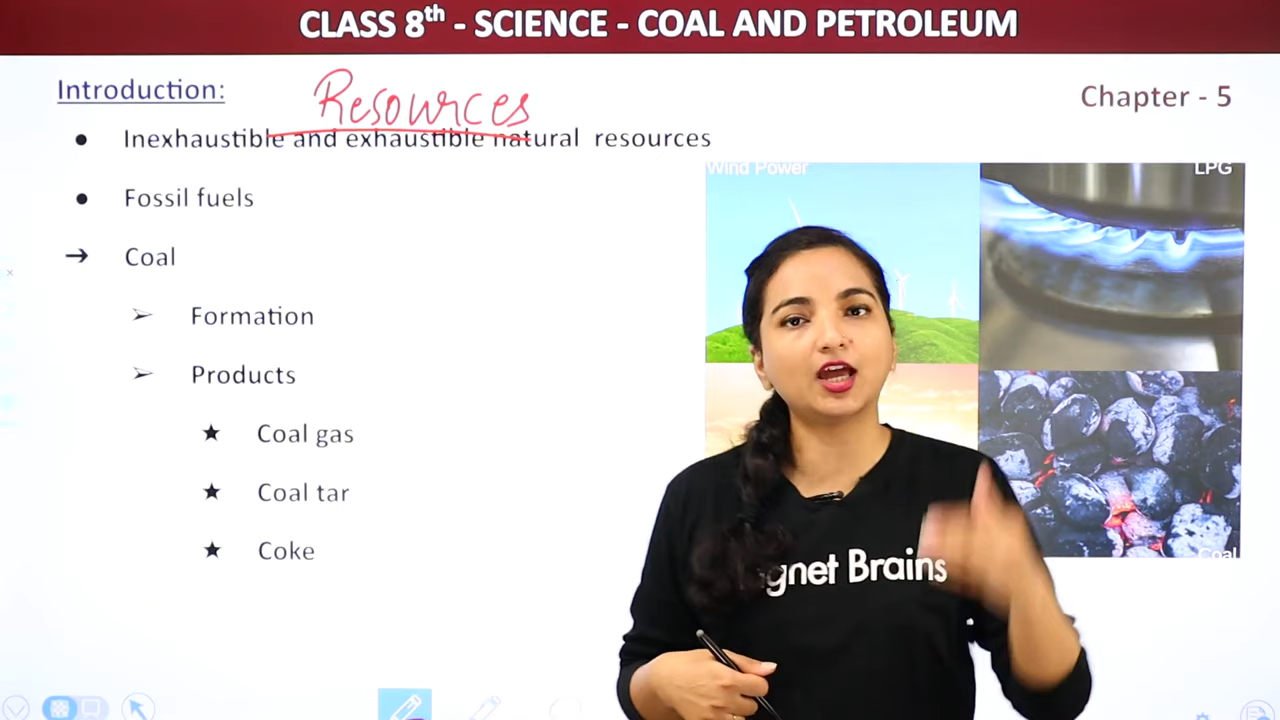 CLASS 8th - SCIENCE - COAL AND PETROLEUM
Introduction:
Resources
Chapter - 5
● Inexhaustible and exhaustible natural resources
● Fossil fuels
➔ Coal
➢ Formation
➢ Products
★ Coal gas
★ Coal tar
★ Coke
Wind Power
LPG
Coal
gnet Brains